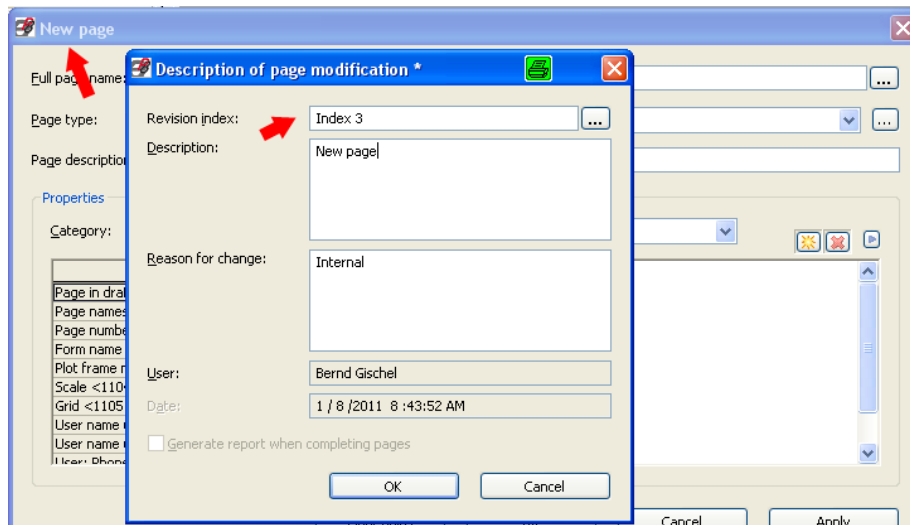 New page
Description of page modification *
Full page name:
Revision index:
Index 3
...
...
Page type:
...
Description:
New page
Page description
Properties
Category:
Reason for change:
Internal
Page in
Page names
Page
Form name
Plot frame
User:
Bernd Gischel
Scale <110
Grid <1105
Date:
1 / 8 /2011 8 :43:52 AM
User name
User name
Generate report when completing pages
User: Phone
OK
Cancel
Cancel
Apply